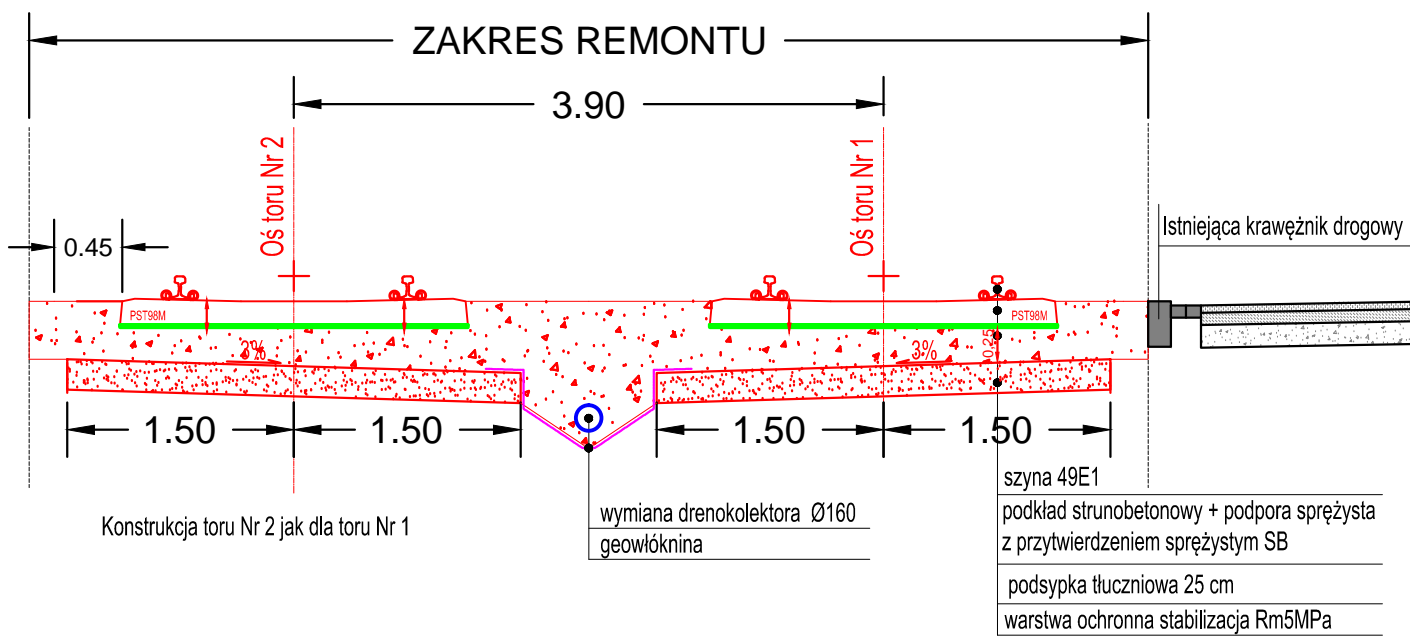 ZAKRES REMONTU
3.90
Oś toru Nr 2
Oś toru Nr 1
0.45
Istniejąca krawężnik drogowy
PST98M
PST98M
3%
3%
0.25
1.50
1.50
1.50
1.50
Konstrukcja toru Nr 2 jak dla toru Nr 1
wymiana drenokolektora Ø160
geowłóknina
szyna 49E1
podkład strunobetonowy + podpora sprężysta
z przytwierdzeniem sprężystym SB
podsypka tłuczniowa 25 cm
warstwa ochronna stabilizacja Rm5MPa